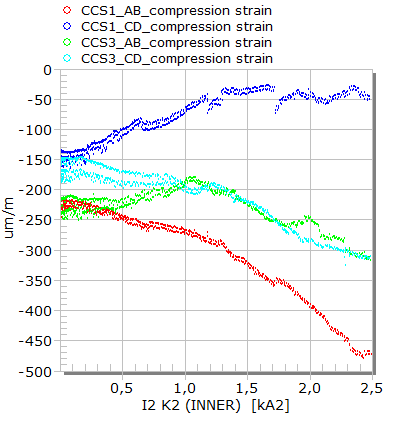 CCS1_AB_compression strain
CCS1_CD_compression strain
CCS3_AB_compression strain
CCS3_CD_compression strain
0
-50
-100
-150
-200
-250
-300
-350
-400
-450
-500
um/m
0,5 1,0 1,5 2,0 2,5
I2 K2 (INNER) [kA2]